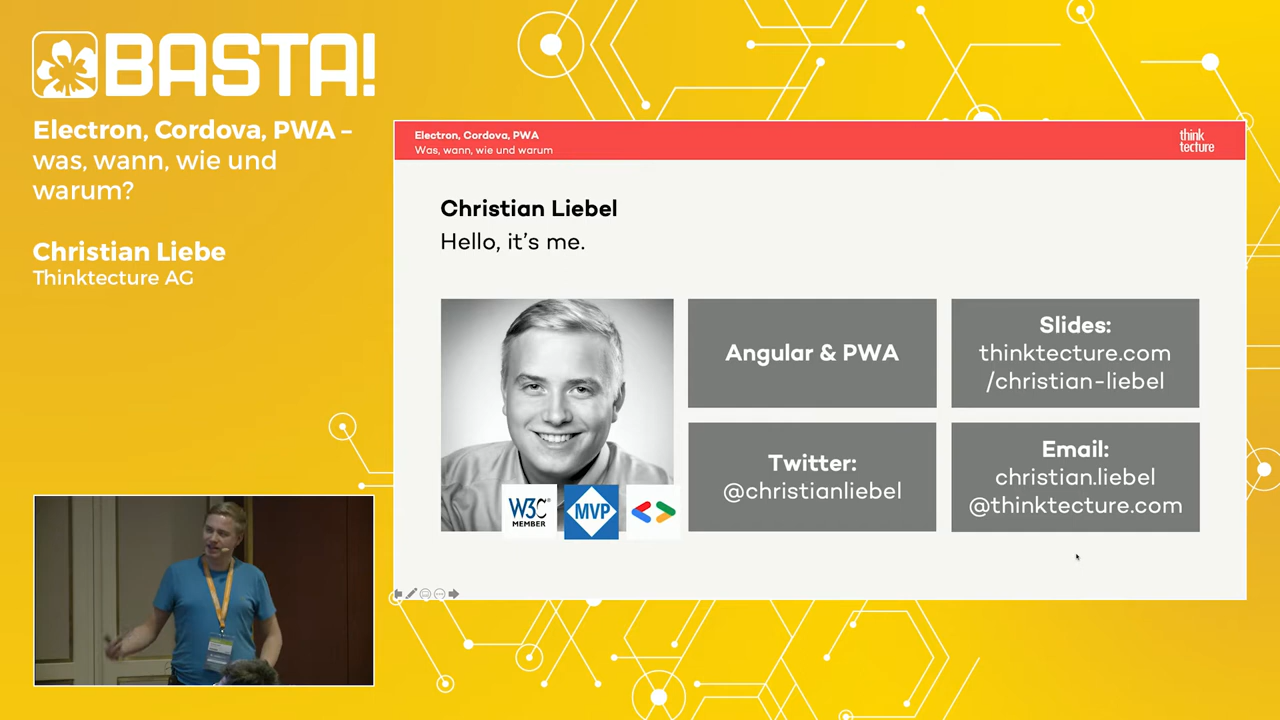 BASTA!
Electron, Cordova, PWA –
was, wann, wie und
warum?
Christian Liebe
Thinktecture AG
Electron, Cordova, PWA
Was, wann, wie und warum
think
tecture
Christian Liebel
Hello, it's me.
W3C
MEMBER
MVP
Angular & PWA
Slides:
thinktecture.com
/christian-liebel
Twitter:
@christianliebel
Email:
christian.liebel
@thinktecture.com